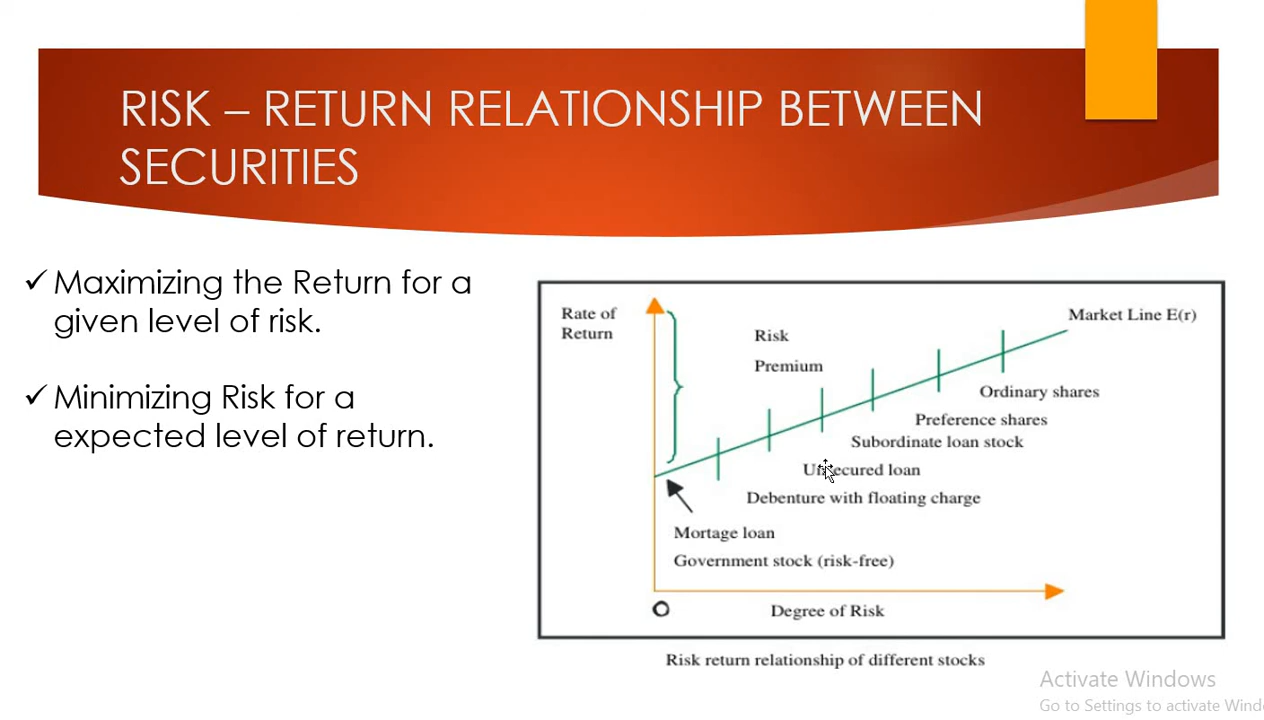 RISK – RETURN RELATIONSHIP BETWEEN
SECURITIES
✓ Maximizing the Return for a
given level of risk.
✓ Minimizing Risk for a
expected level of return.
Rate of
Return
Risk
Premium
Market Line E(r)
Ordinary shares
Preference shares
Subordinate loan stock
Unsecured loan
Debenture with floating charge
Mortage loan
Government stock (risk-free)
O
Degree of Risk
Risk return relationship of different stocks
Activate Windows
Go to Settings to activate Wind